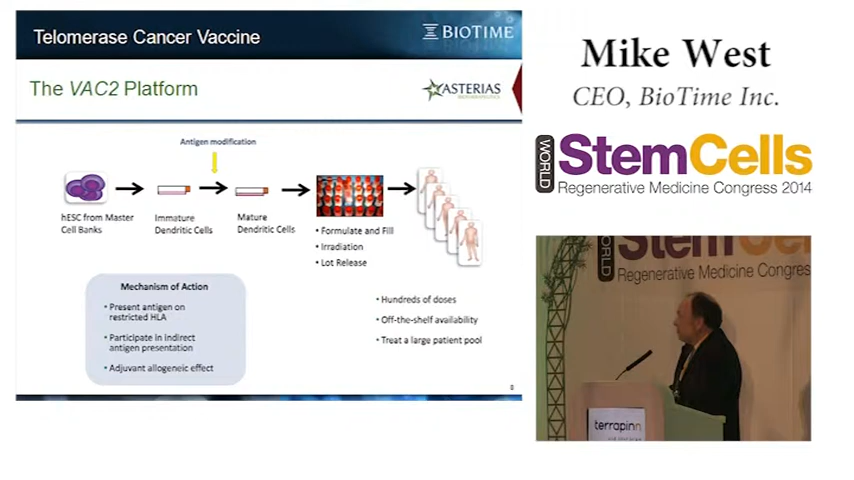 Telomerase Cancer Vaccine
BIOTIME
The VAC2 Platform
ASTERIAS
Antigen modification
hESC from Master
Cell Banks
Immature
Dendritic Cells
Mature
Dendritic Cells
• Formulate and Fill
• Irradiation
• Lot Release
Mechanism of Action
• Present antigen on
restricted HLA
• Participate in indirect
antigen presentation
• Adjuvant allogeneic effect
• Hundreds of doses
• Off-the-shelf availability
• Treat a large patient pool
8
Mike West
CEO, BioTime Inc.
WORLD
StemCells
Regenerative Medicine Congress 2014
WORLD
StemCel
Regenerative Medicine Congres
terrapinn